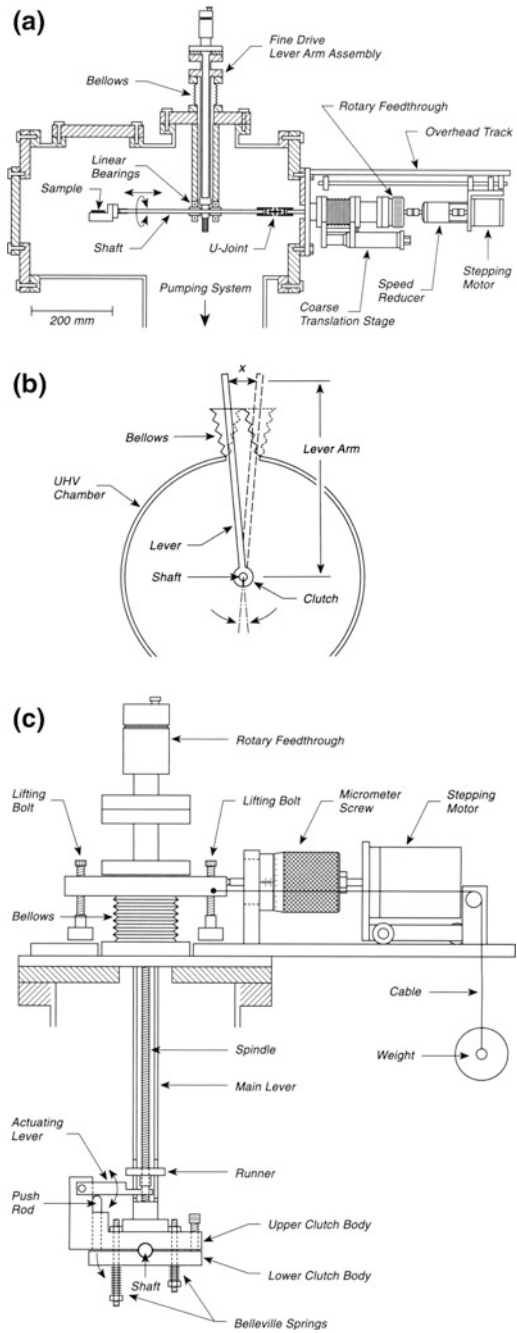 (a)
Fine Drive
Lever Arm Assembly
Bellows
Rotary Feedthrough
Overhead Track
Linear
Bearings
Sample
Shaft
U-Joint
Stepping
Motor
Speed
Reducer
Coarse
Translation Stage
Pumping System
200 mm
(b)
x
Bellows
Lever Arm
UHV
Chamber
Lever
Shaft
Clutch
(c)
Rotary Feedthrough
Lifting
Bolt
Lifting Bolt
Micrometer
Screw
Stepping
Motor
Bellows
Cable
Spindle
Weight
Main Lever
Actuating
Lever
Runner
Push
Rod
Upper Clutch Body
Shaft
Lower Clutch Body
Belleville Springs